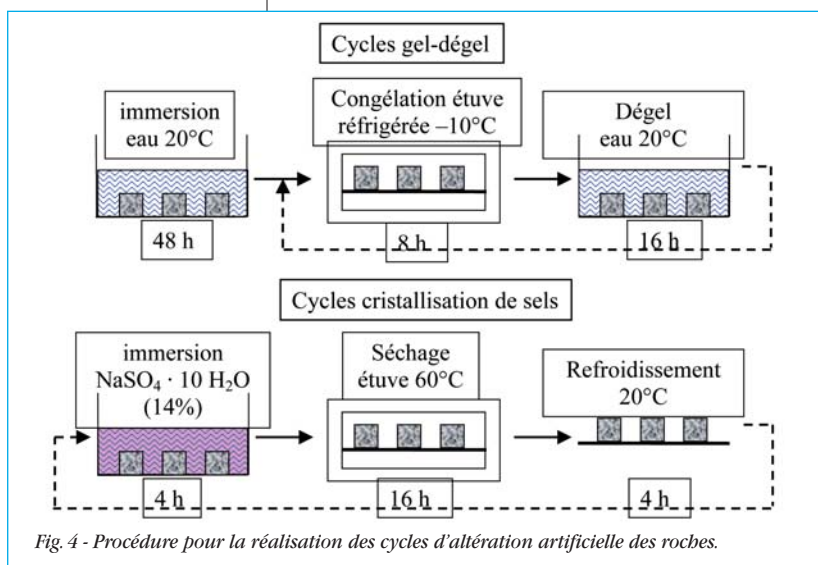 Cycles gel-dégel
immersion
eau 20°C
Congélation étuve
réfrigérée –10°C
Dégel
eau 20°C
48 h
8 h
16 h
Cycles cristallisation de sels
immersion
NaSO₄ · 10 H₂O
(14%)
Séchage
étuve 60°C
Refroidissement
20°C
4 h
16 h
4 h
Fig. 4 - Procédure pour la réalisation des cycles d'altération artificielle des roches.